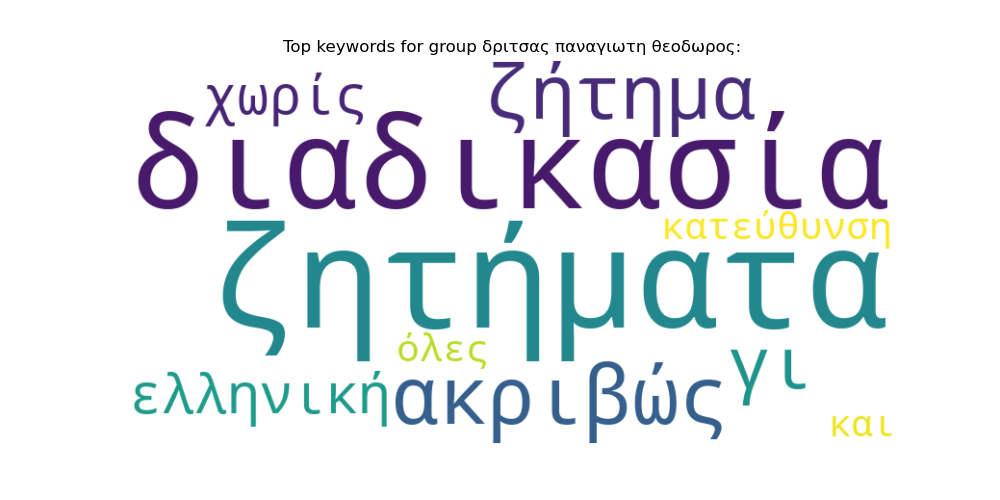 Top keywords for group δριτσας παναγιωτη θεοδωρος:
χωρίς ζήτημα
διαδικασία
κατεύθυνση
ζητήματα
όλες
ελληνική ακριβώς γι
και